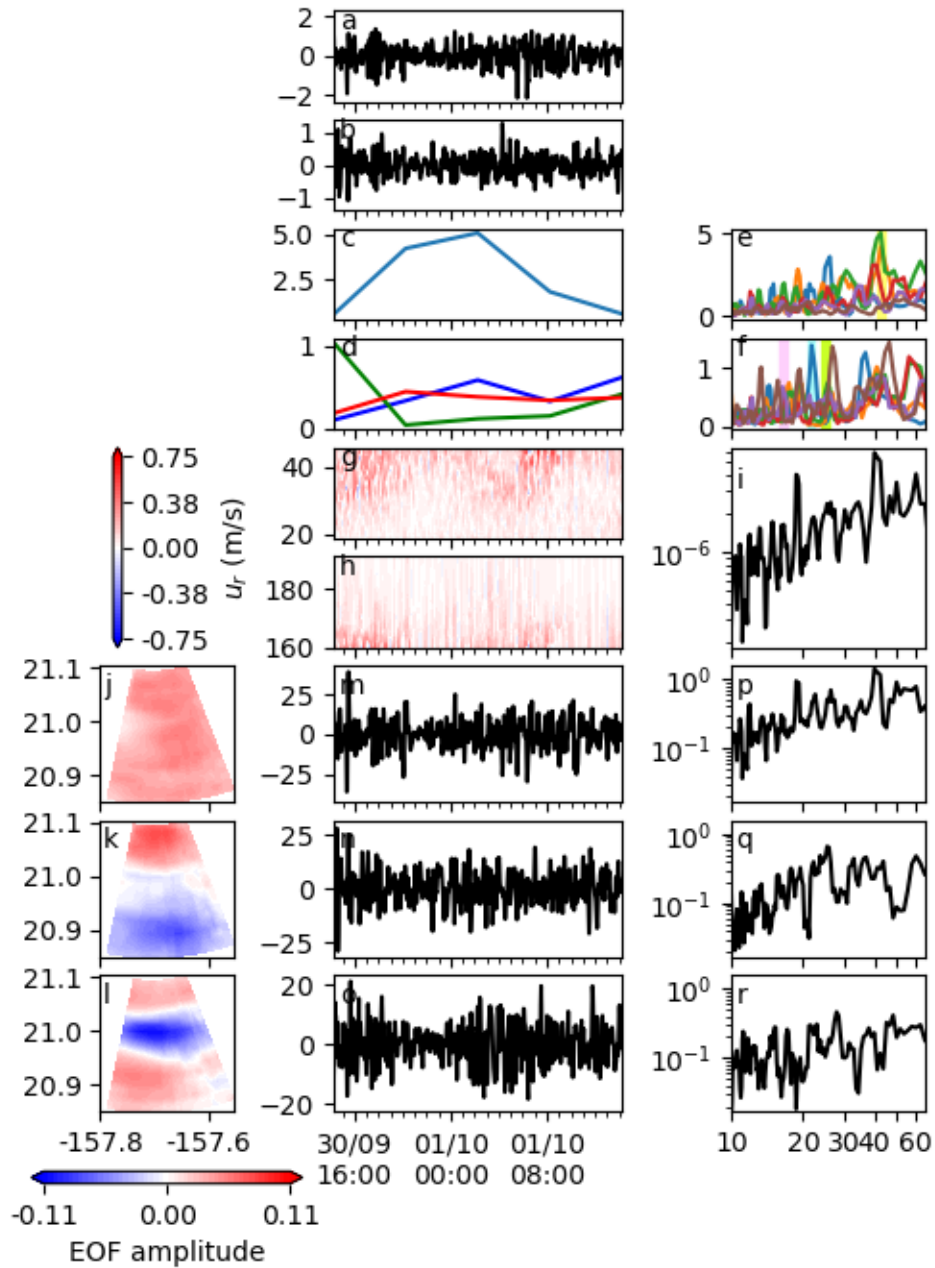 a
2
0
−2
b
1
0
−1
c
5.0
2.5
e
5
0
d
1
0
f
1
0
0.75
0.38
0.00
-0.38
-0.75
u_r (m/s)
g
40
20
h
180
160
i
10^−6
j
21.1
21.0
20.9
m
25
0
−25
p
10^0
10^−1
k
21.1
21.0
20.9
n
25
0
−25
q
10^0
10^−1
l
21.1
21.0
20.9
-157.8 -157.6
o
20
0
−20
30/09 01/10 01/10
16:00 00:00 08:00
r
10^0
10^−1
10 20 30 40 60
-0.11 0.00 0.11
EOF amplitude